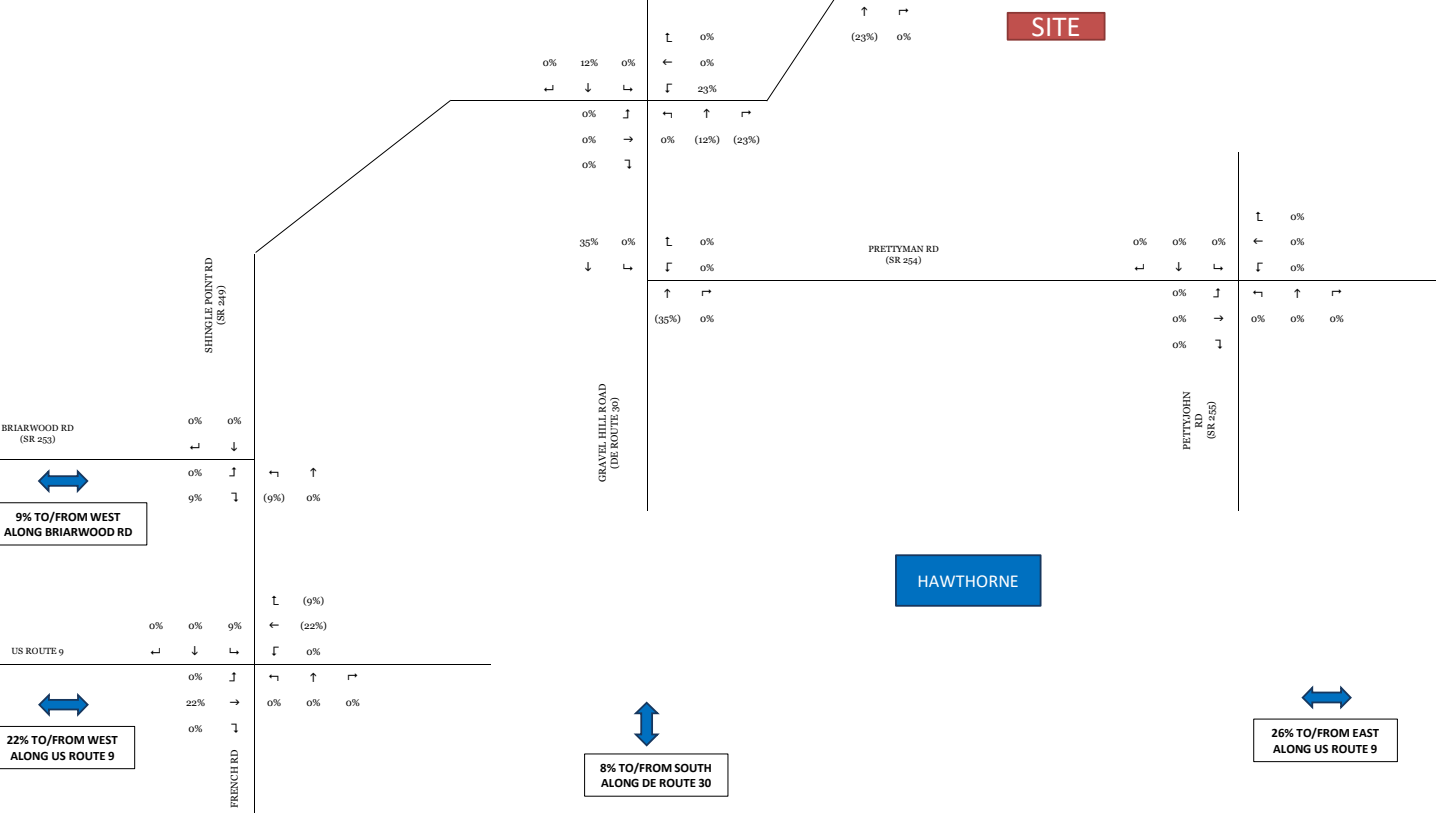 ↑ ↱
(23%) 0%
SITE
↥ 0%
0% 12% 0% ← 0%
↵ ↓ ↳ ↧ 23%
0% ↥ ↰ ↑ ↱
0% → 0% (12%) (23%)
0% ↴
SHINGLE POINT RD
(SR 249)
35% 0% ↥ 0%
↓ ↳ ↧ 0%
↑ ↱
(35%) 0%
PRETTYMAN RD
(SR 254)
↥ 0%
0% 0% 0% ← 0%
↵ ↓ ↳ ↧ 0%
0% ↥ ↰ ↑ ↱
0% → 0% 0% 0%
0% ↴
GRAVEL HILL ROAD
(DE ROUTE 30)
PETTYJOHN
RD
(SR 255)
BRIARWOOD RD
(SR 253)
0% 0%
↵ ↓
0% ↥ ↰ ↑
9% ↴ (9%) 0%
9% TO/FROM WEST
ALONG BRIARWOOD RD
HAWTHORNE
↥ (9%)
0% 0% 9% ← (22%)
US ROUTE 9
↵ ↓ ↳ ↧ 0%
0% ↥ ↰ ↑ ↱
22% → 0% 0% 0%
0% ↴
22% TO/FROM WEST
ALONG US ROUTE 9
FRENCH RD
8% TO/FROM SOUTH
ALONG DE ROUTE 30
26% TO/FROM EAST
ALONG US ROUTE 9